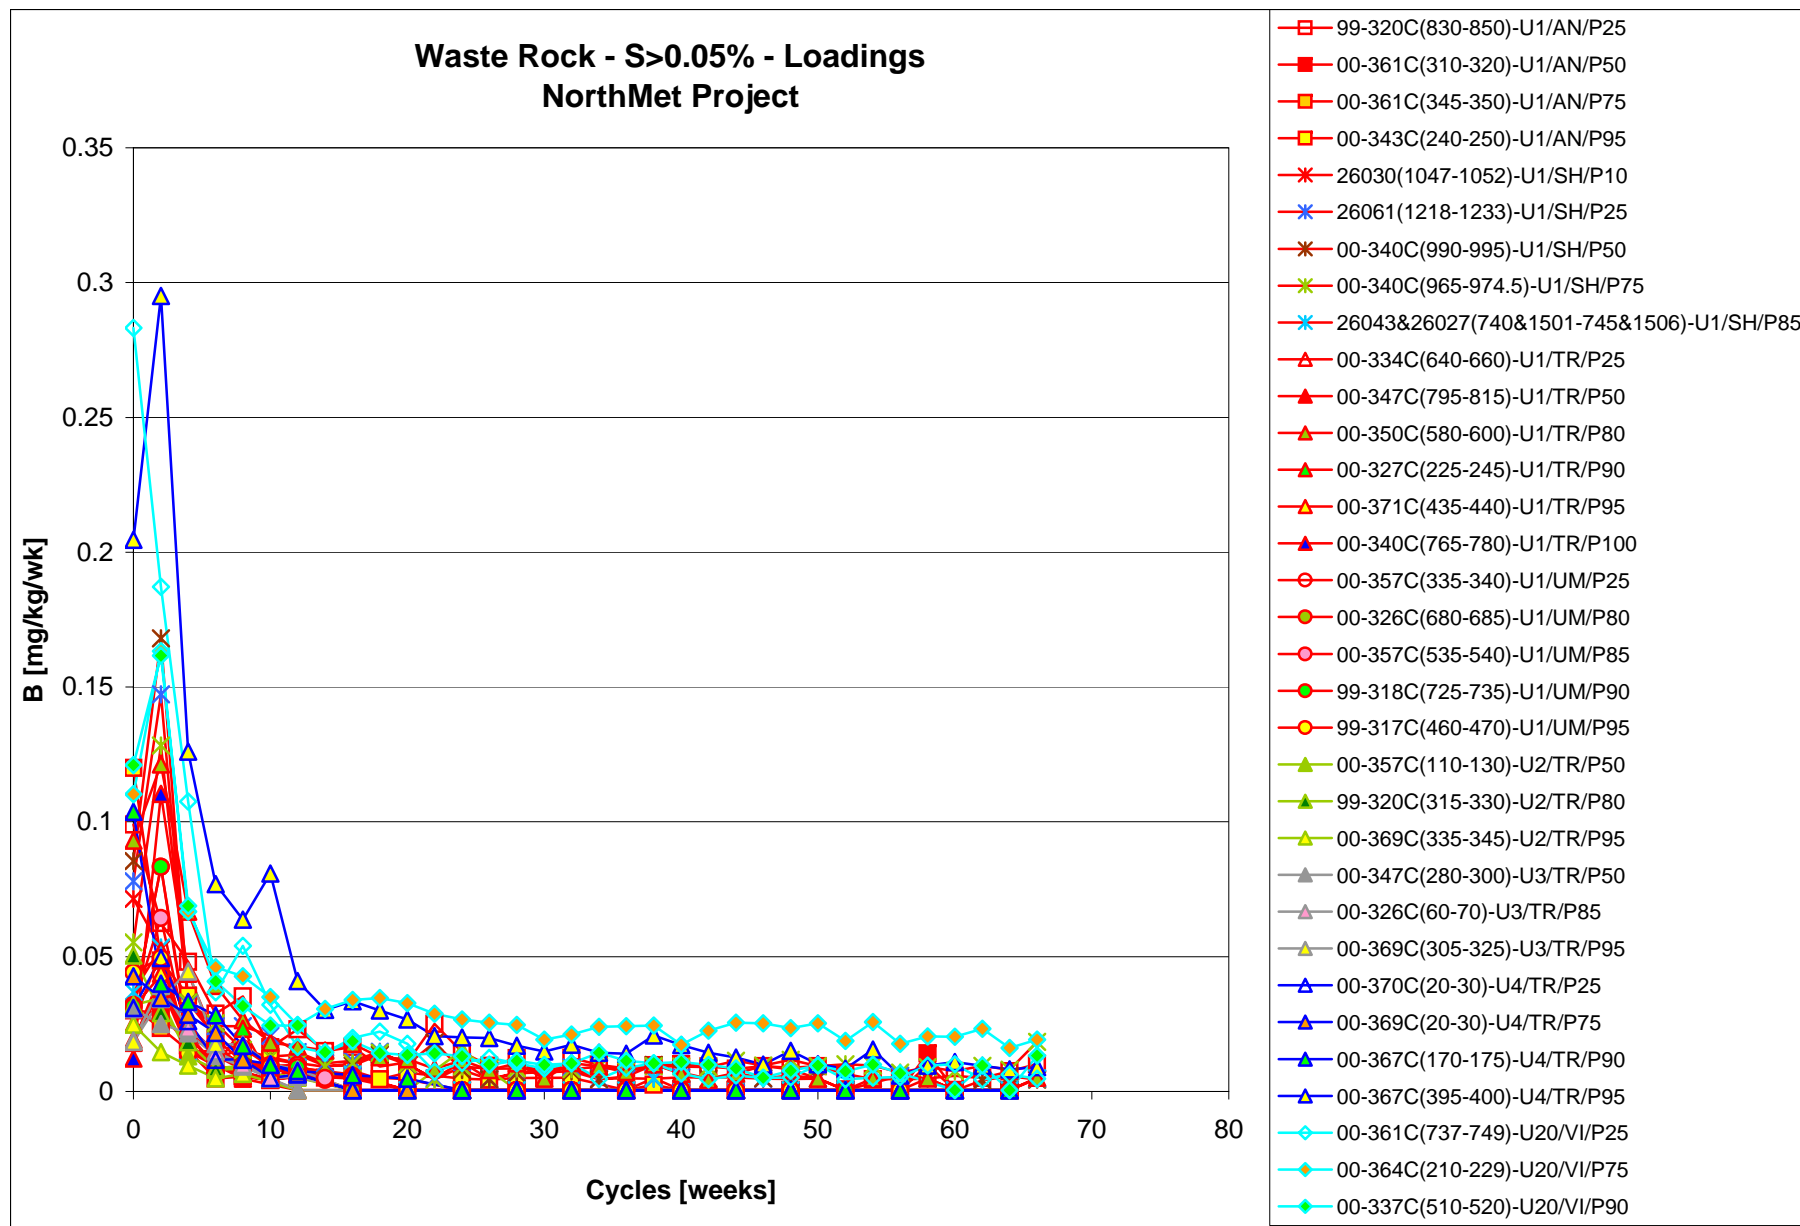 Waste Rock - S>0.05% - Loadings
NorthMet Project
0.35
0.3
0.25
0.2
0.15
0.1
0.05
0
B [mg/kg/wk]
0 10 20 30 40 50 60 70 80
Cycles [weeks]
99-320C(830-850)-U1/AN/P25
00-361C(310-320)-U1/AN/P50
00-361C(345-350)-U1/AN/P75
00-343C(240-250)-U1/AN/P95
26030(1047-1052)-U1/SH/P10
26061(1218-1233)-U1/SH/P25
00-340C(990-995)-U1/SH/P50
00-340C(965-974.5)-U1/SH/P75
26043&26027(740&1501-745&1506)-U1/SH/P85
00-334C(640-660)-U1/TR/P25
00-347C(795-815)-U1/TR/P50
00-350C(580-600)-U1/TR/P80
00-327C(225-245)-U1/TR/P90
00-371C(435-440)-U1/TR/P95
00-340C(765-780)-U1/TR/P100
00-357C(335-340)-U1/UM/P25
00-326C(680-685)-U1/UM/P80
00-357C(535-540)-U1/UM/P85
99-318C(725-735)-U1/UM/P90
99-317C(460-470)-U1/UM/P95
00-357C(110-130)-U2/TR/P50
99-320C(315-330)-U2/TR/P80
00-369C(335-345)-U2/TR/P95
00-347C(280-300)-U3/TR/P50
00-326C(60-70)-U3/TR/P85
00-369C(305-325)-U3/TR/P95
00-370C(20-30)-U4/TR/P25
00-369C(20-30)-U4/TR/P75
00-367C(170-175)-U4/TR/P90
00-367C(395-400)-U4/TR/P95
00-361C(737-749)-U20/VI/P25
00-364C(210-229)-U20/VI/P75
00-337C(510-520)-U20/VI/P90